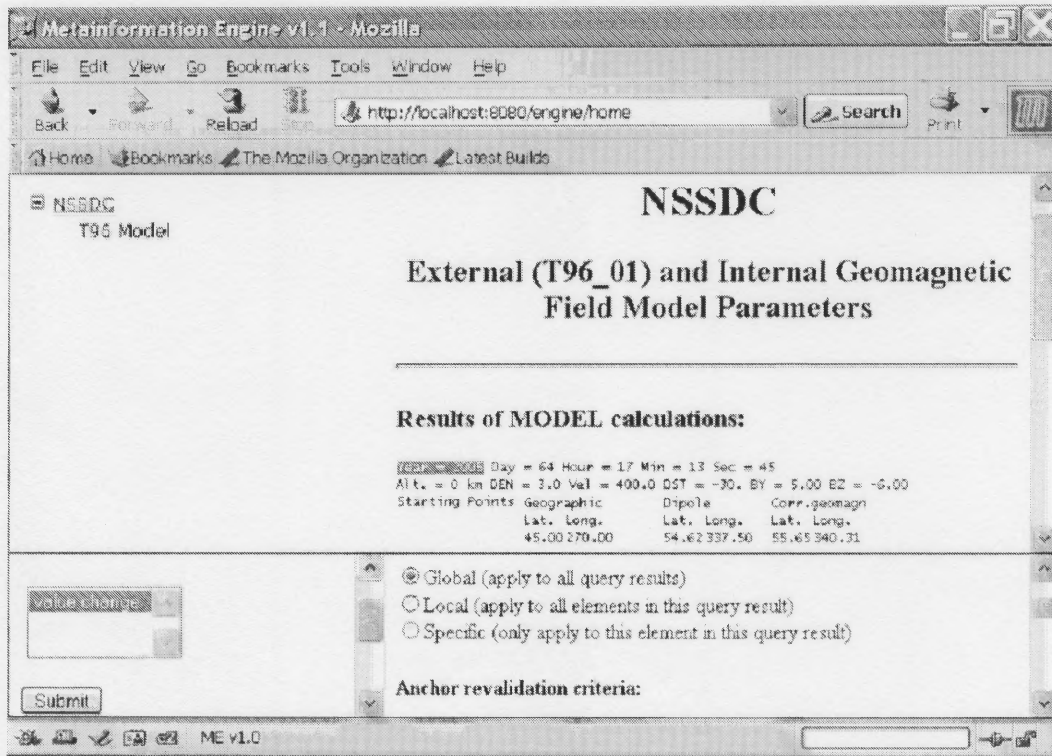 Metainformation Engine v1.1 - Mozilla
File Edit View Go Bookmarks Tools Window Help
Back Forward Reload Stop http://localhost:8080/engine/home Search Print
Home Bookmarks The Mozilla Organization Latest Builds
NSSDC
T96 Model
NSSDC
External (T96_01) and Internal Geomagnetic
Field Model Parameters
Results of MODEL calculations:
Day = 64 Hour = 17 Min = 13 Sec = 45
Alt. = 0 km DEN = 3.0 Vel = 400.0 DST = -30. BY = 5.00 BZ = -6.00
Starting Points Geographic Dipole Corr.geomagn
Lat. Long. Lat. Long. Lat. Long.
45.00 270.00 54.62 337.50 55.65 340.31
value change
Submit
Global (apply to all query results)
Local (apply to all elements in this query result)
Specific (only apply to this element in this query result)
Anchor revalidation criteria:
ME v1.0